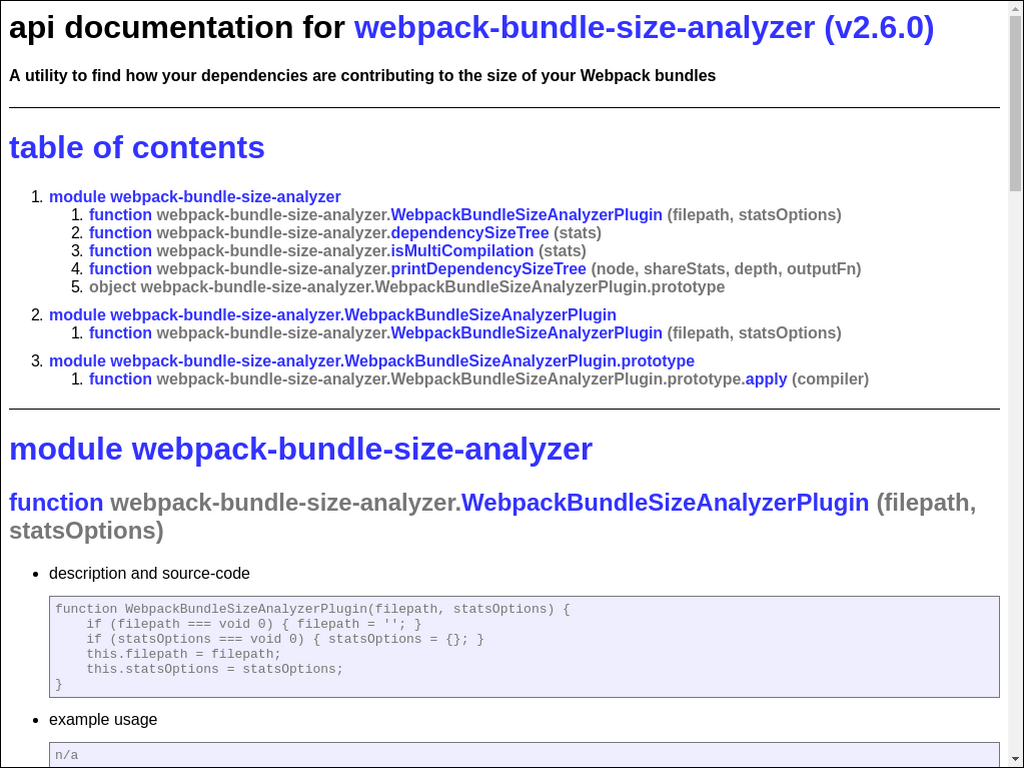 api documentation for webpack-bundle-size-analyzer (v2.6.0)
A utility to find how your dependencies are contributing to the size of your Webpack bundles
table of contents
1. module webpack-bundle-size-analyzer
1. function webpack-bundle-size-analyzer.WebpackBundleSizeAnalyzerPlugin (filepath, statsOptions)
2. function webpack-bundle-size-analyzer.dependencySizeTree (stats)
3. function webpack-bundle-size-analyzer.isMultiCompilation (stats)
4. function webpack-bundle-size-analyzer.printDependencySizeTree (node, shareStats, depth, outputFn)
5. object webpack-bundle-size-analyzer.WebpackBundleSizeAnalyzerPlugin.prototype
2. module webpack-bundle-size-analyzer.WebpackBundleSizeAnalyzerPlugin
1. function webpack-bundle-size-analyzer.WebpackBundleSizeAnalyzerPlugin (filepath, statsOptions)
3. module webpack-bundle-size-analyzer.WebpackBundleSizeAnalyzerPlugin.prototype
1. function webpack-bundle-size-analyzer.WebpackBundleSizeAnalyzerPlugin.prototype.apply (compiler)
module webpack-bundle-size-analyzer
function webpack-bundle-size-analyzer.WebpackBundleSizeAnalyzerPlugin (filepath,
statsOptions)
• description and source-code
function WebpackBundleSizeAnalyzerPlugin(filepath, statsOptions) {
    if (filepath === void 0) { filepath = ''; }
    if (statsOptions === void 0) { statsOptions = {}; }
    this.filepath = filepath;
    this.statsOptions = statsOptions;
}
• example usage
n/a